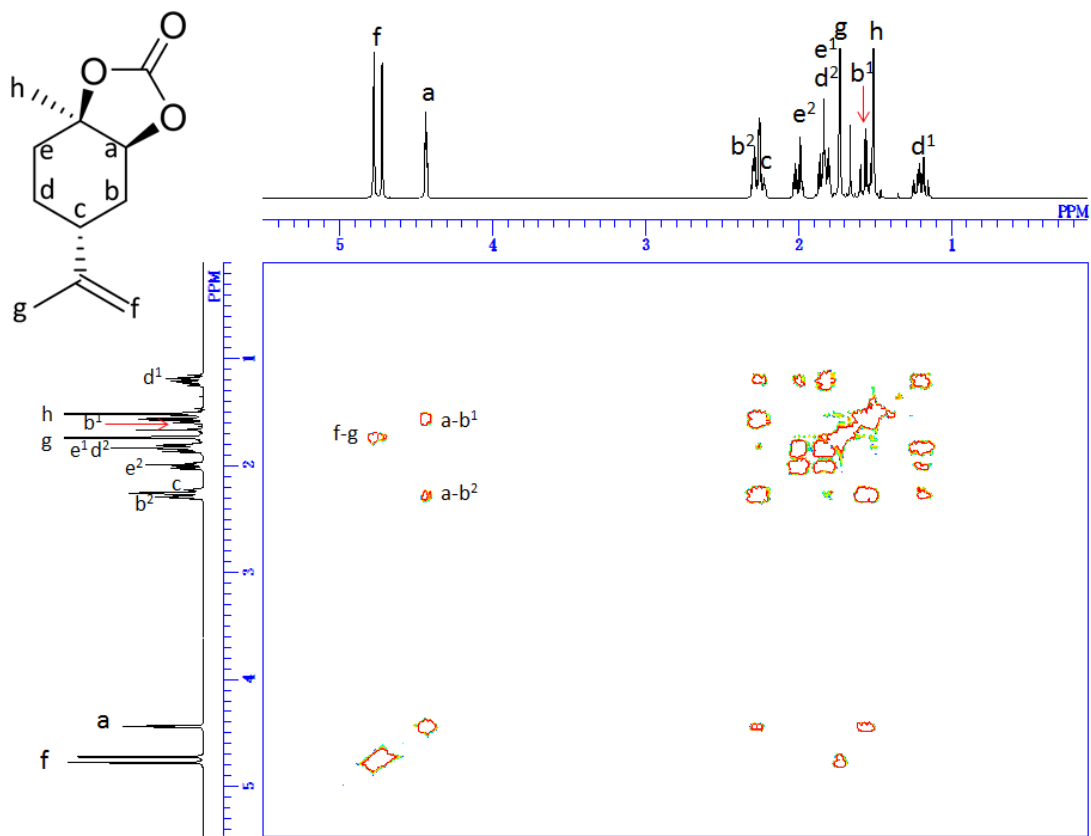 O
O
O
h
e
a
d
b
c
g
f
f
a
b²
c
e²
e¹
d²
g
b¹
h
d¹
PPM
5
4
3
2
1
PPM
d¹
h
b¹
g
e¹ d²
e²
c
b²
a
f
1
2
3
4
5
f-g
a-b¹
a-b²